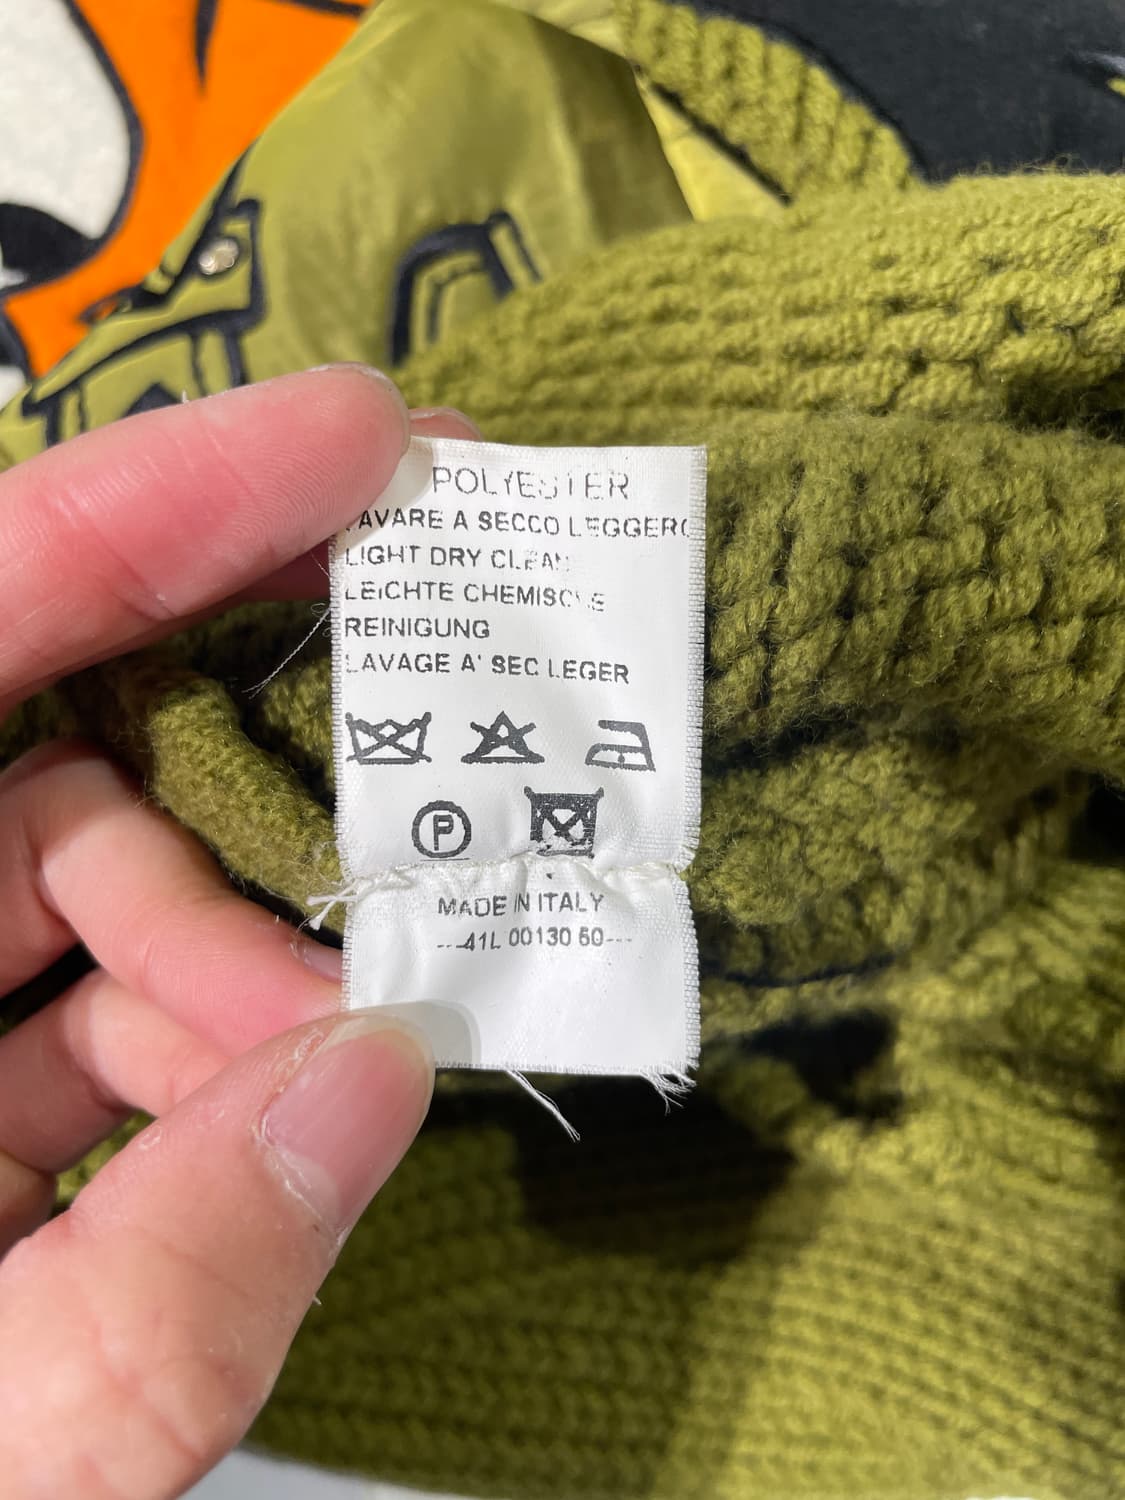 POLYESTER
LAVARE A SECCO LEGGERO
LIGHT DRY CLEAN
LEICHTE CHEMISCHE
REINIGUNG
LAVAGE A' SEC LEGER
P
MADE IN ITALY
---41L 00130 50---